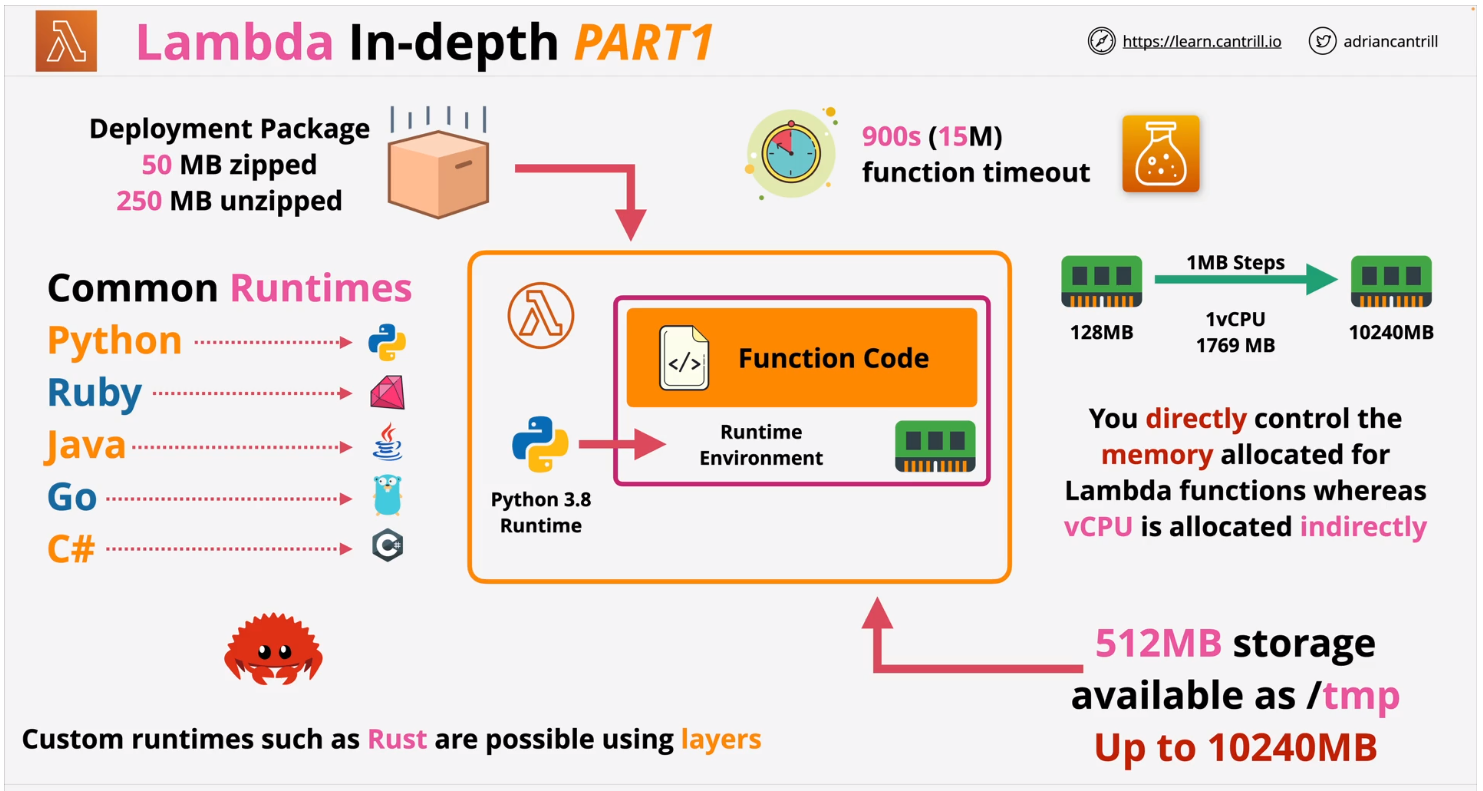 Lambda In-depth PART1
https://learn.cantrill.io
adriancantrill
Deployment Package
50 MB zipped
250 MB unzipped
900s (15M)
function timeout
Common Runtimes
Python
Ruby
Java
Go
C#
Function Code
Runtime
Environment
Python 3.8
Runtime
</>
C#
1MB Steps
128MB
1vCPU
1769 MB
10240MB
You directly control the
memory allocated for
Lambda functions whereas
vCPU is allocated indirectly
512MB storage
available as /tmp
Up to 10240MB
Custom runtimes such as Rust are possible using layers